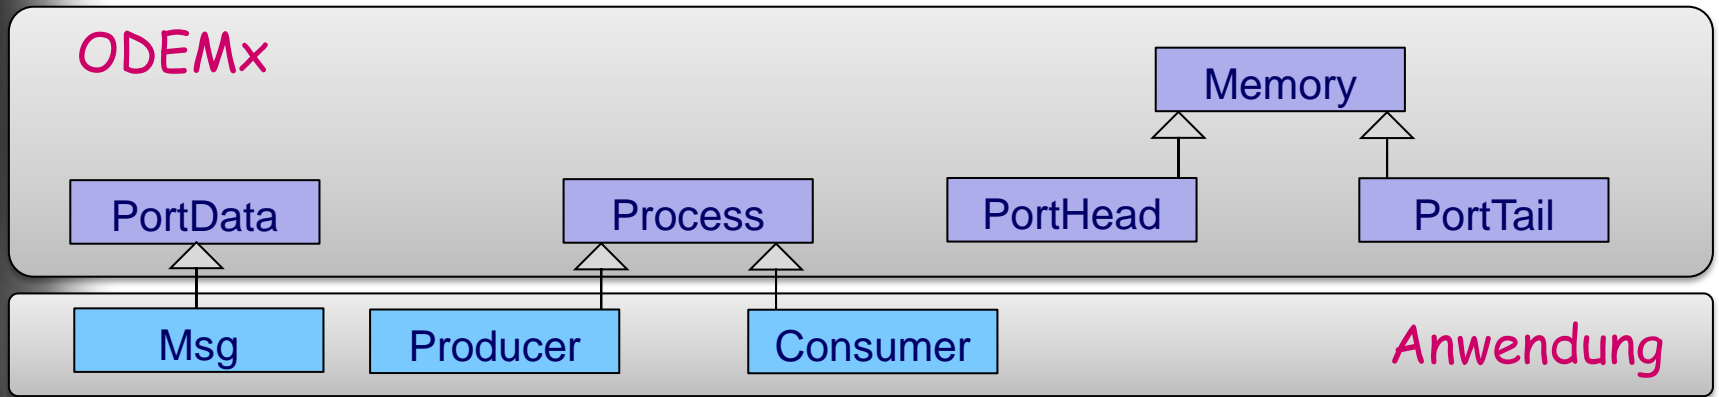 ODEMx
Memory
PortData
Process
PortHead
PortTail
Msg
Producer
Consumer
Anwendung